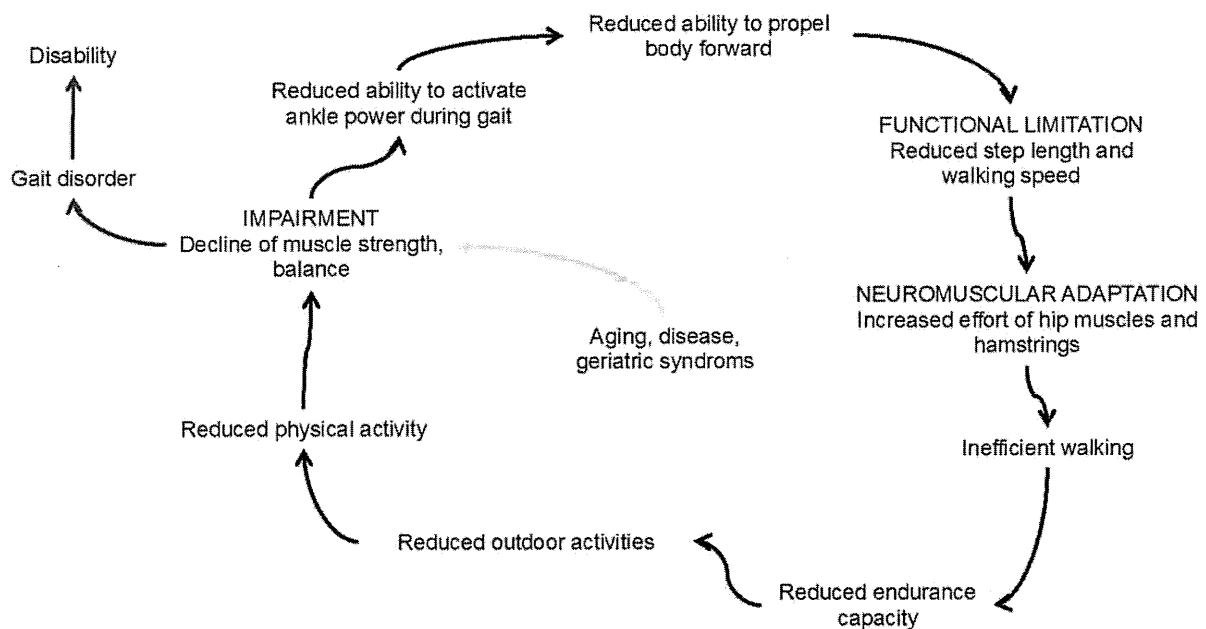 Reduced ability to propel
body forward
Disability
Reduced ability to activate
ankle power during gait
FUNCTIONAL LIMITATION
Reduced step length and
walking speed
Gait disorder
IMPAIRMENT
Decline of muscle strength,
balance
NEUROMUSCULAR ADAPTATION
Increased effort of hip muscles and
hamstrings
Aging, disease,
geriatric syndroms
Reduced physical activity
Inefficient walking
Reduced outdoor activities
Reduced endurance
capacity